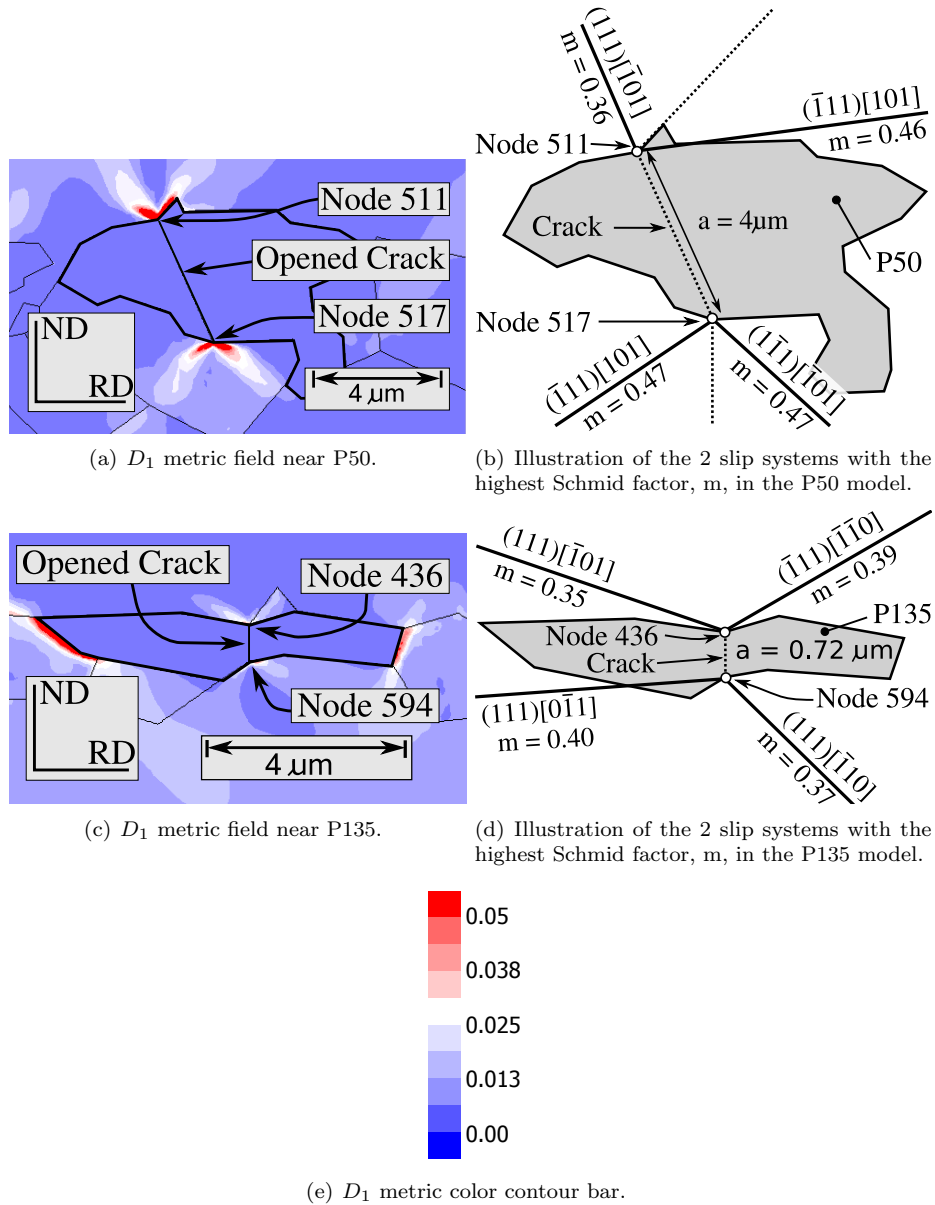 Node 511
Opened Crack
Node 517
ND
RD
4 μm
(a) D₁ metric field near P50.
(111)[1̄01]
m = 0.36
(1̄11)[101]
m = 0.46
Node 511
Crack
a = 4μm
P50
Node 517
(1̄11)[101]
m = 0.47
(11̄1)[1̄01]
m = 0.47
(b) Illustration of the 2 slip systems with the
highest Schmid factor, m, in the P50 model.
Opened Crack
Node 436
ND
RD
Node 594
4 μm
(c) D₁ metric field near P135.
(111)[1̄01]
m = 0.35
(1̄11)[1̄1̄0]
m = 0.39
P135
Node 436
Crack
a = 0.72 μm
Node 594
(111)[01̄1]
m = 0.40
(111)[1̄10]
m = 0.37
(d) Illustration of the 2 slip systems with the
highest Schmid factor, m, in the P135 model.
0.05
0.038
0.025
0.013
0.00
(e) D₁ metric color contour bar.